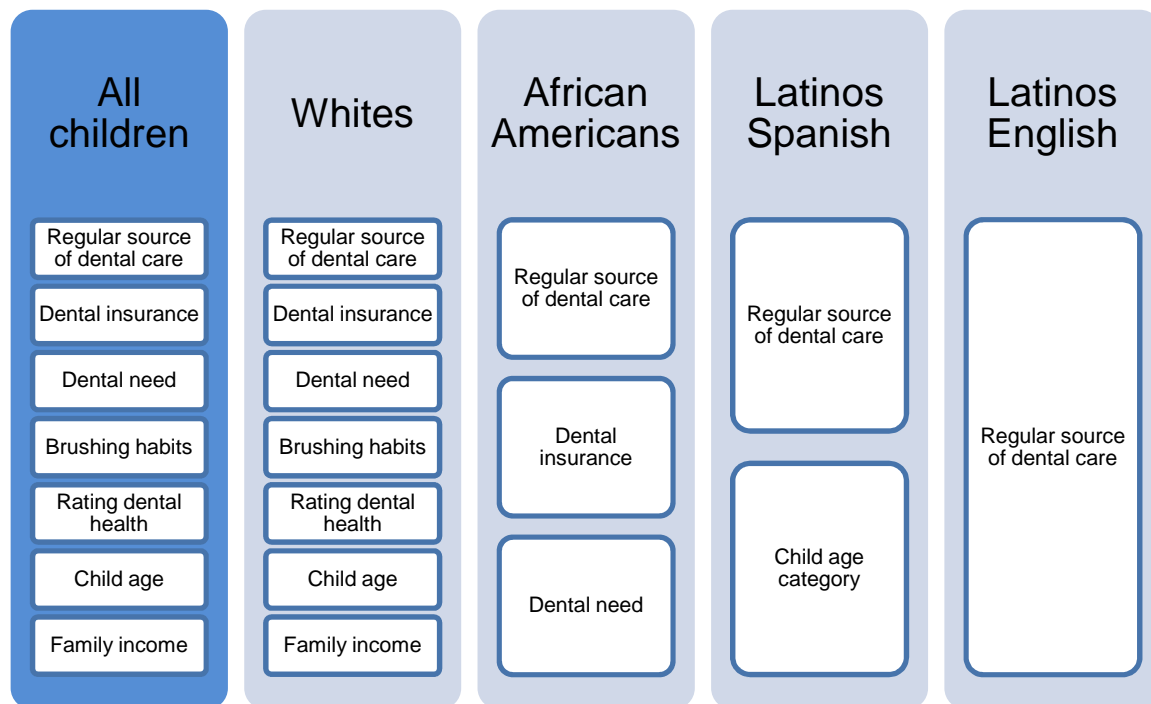 All
children
Regular source
of dental care
Dental insurance
Dental need
Brushing habits
Rating dental
health
Child age
Family income
Whites
Regular source
of dental care
Dental insurance
Dental need
Brushing habits
Rating dental
health
Child age
Family income
African
Americans
Regular source
of dental care
Dental
insurance
Dental need
Latinos
Spanish
Regular source
of dental care
Child age
category
Latinos
English
Regular source
of dental care